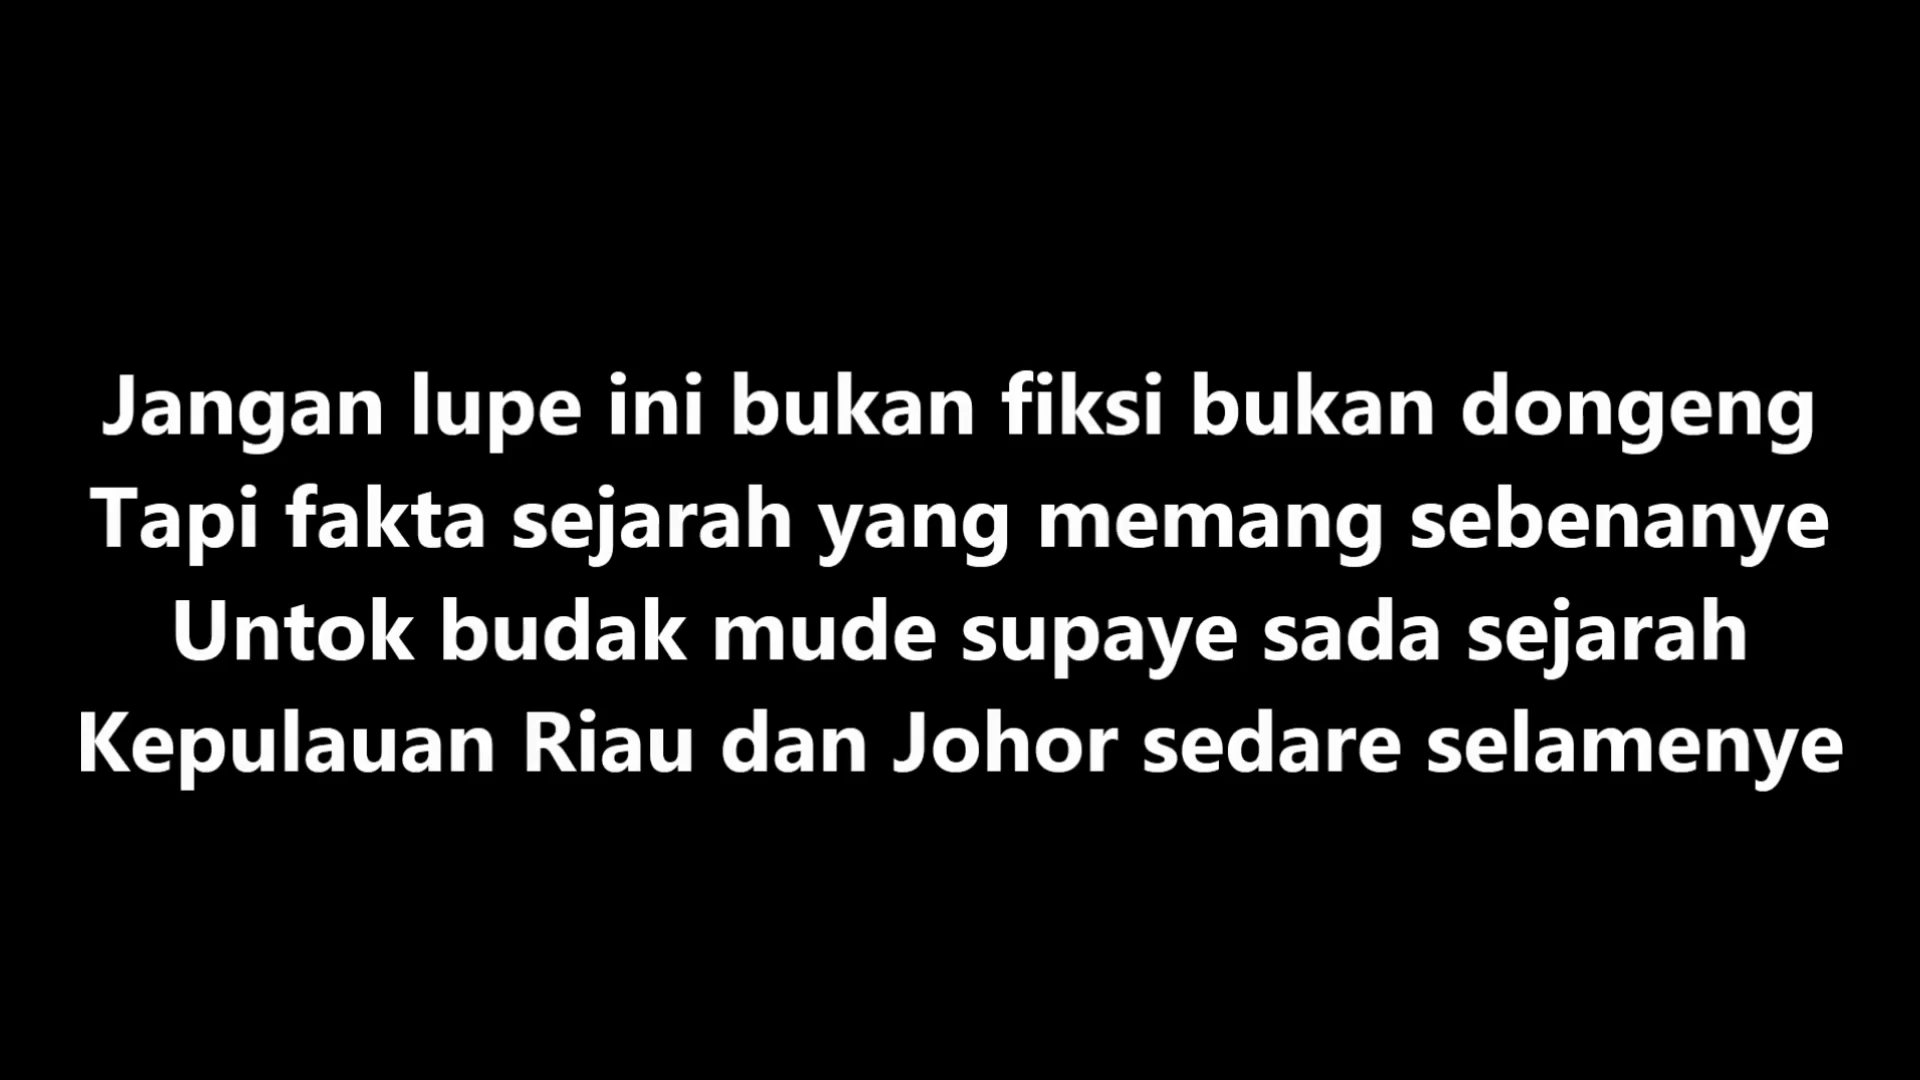 Jangan lupe ini bukan fiksi bukan dongeng
Tapi fakta sejarah yang memang sebenanye
Untok budak mude supaye sada sejarah
Kepulauan Riau dan Johor sedare selamenye